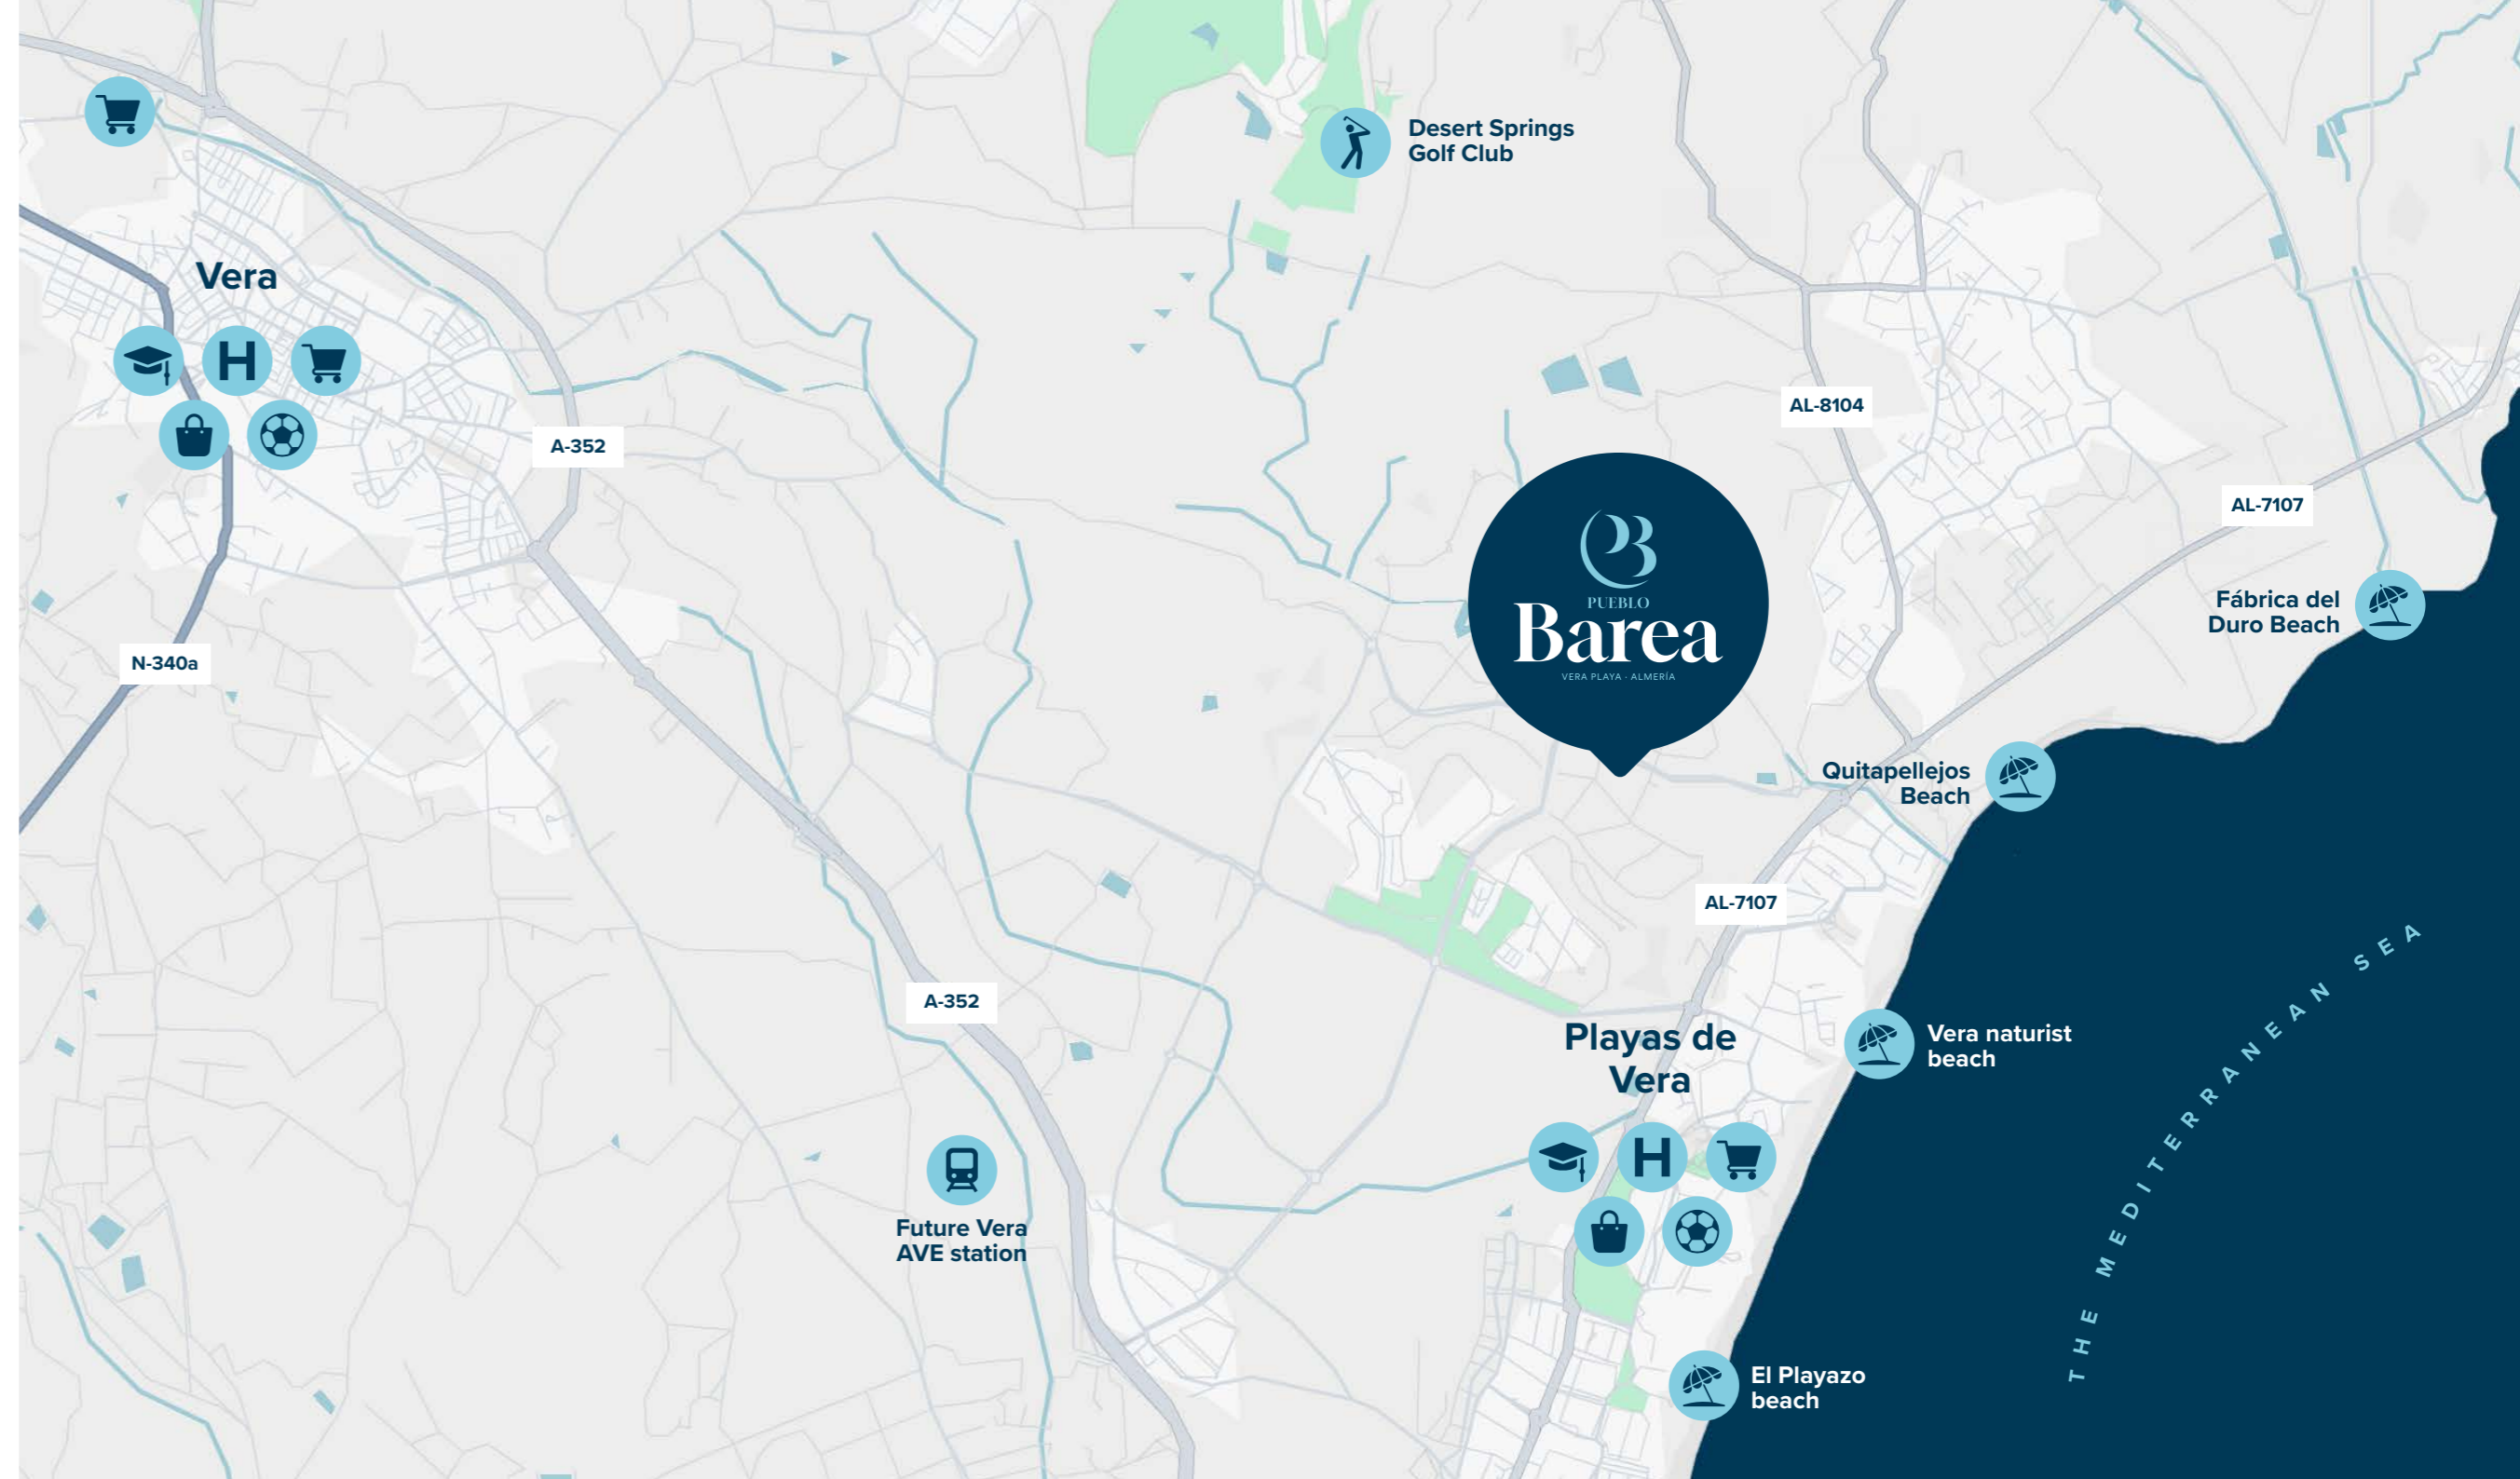 Desert Springs
Golf Club
Vera
H
AL-8104
A-352
AL-7107
PUEBLO
Barea
VERA PLAYA · ALMERÍA
Fábrica del
Duro Beach
N-340a
Quitapellejos
Beach
AL-7107
THE MEDITERRANEAN SEA
A-352
Playas de
Vera
Vera naturist
beach
H
Future Vera
AVE station
El Playazo
beach